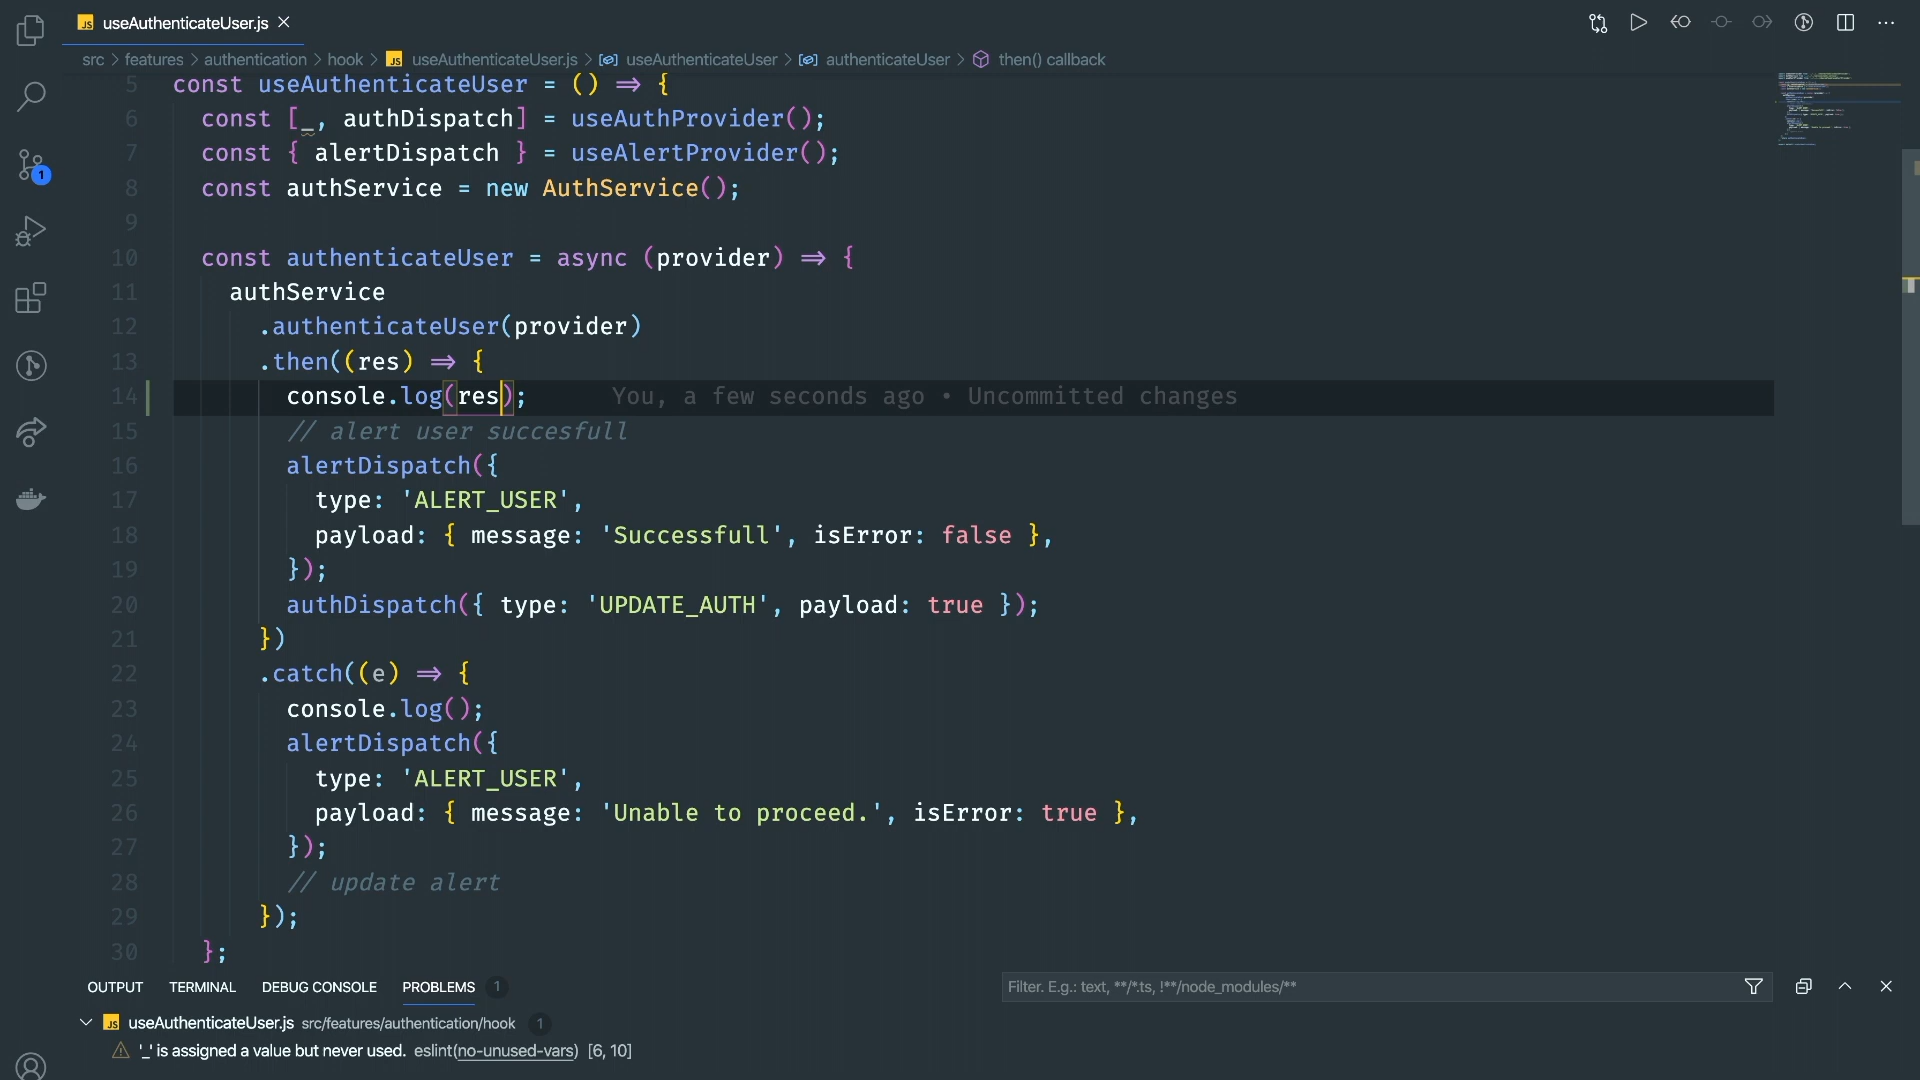 JS useAuthenticateUser.js
src > features > authentication > hook > JS useAuthenticateUser.js > useAuthenticateUser > authenticateUser > then() callback
5 const useAuthenticateUser = () => {
6 const [_, authDispatch] = useAuthProvider();
7 const { alertDispatch } = useAlertProvider();
8 const authService = new AuthService();
9
10 const authenticateUser = async (provider) => {
11 authService
12 .authenticateUser(provider)
13 .then((res) => {
14 console.log(res); You, a few seconds ago • Uncommitted changes
15 // alert user succesfull
16 alertDispatch({
17 type: 'ALERT_USER',
18 payload: { message: 'Successfull', isError: false },
19 });
20 authDispatch({ type: 'UPDATE_AUTH', payload: true });
21 })
22 .catch((e) => {
23 console.log();
24 alertDispatch({
25 type: 'ALERT_USER',
26 payload: { message: 'Unable to proceed.', isError: true },
27 });
28 // update alert
29 });
30 };
1
OUTPUT TERMINAL DEBUG CONSOLE PROBLEMS 1 Filter. E.g.: text, **/*.ts, !**/node_modules/**
JS useAuthenticateUser.js src/features/authentication/hook 1
'_' is assigned a value but never used. eslint(no-unused-vars) [6, 10]